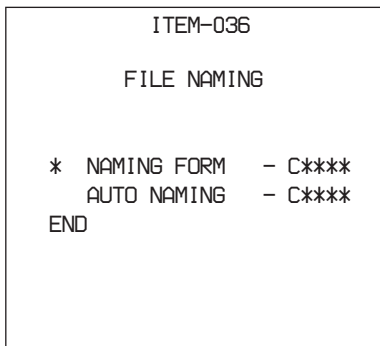 ITEM-036
FILE NAMING
* NAMING FORM – C****
AUTO NAMING – C****
END